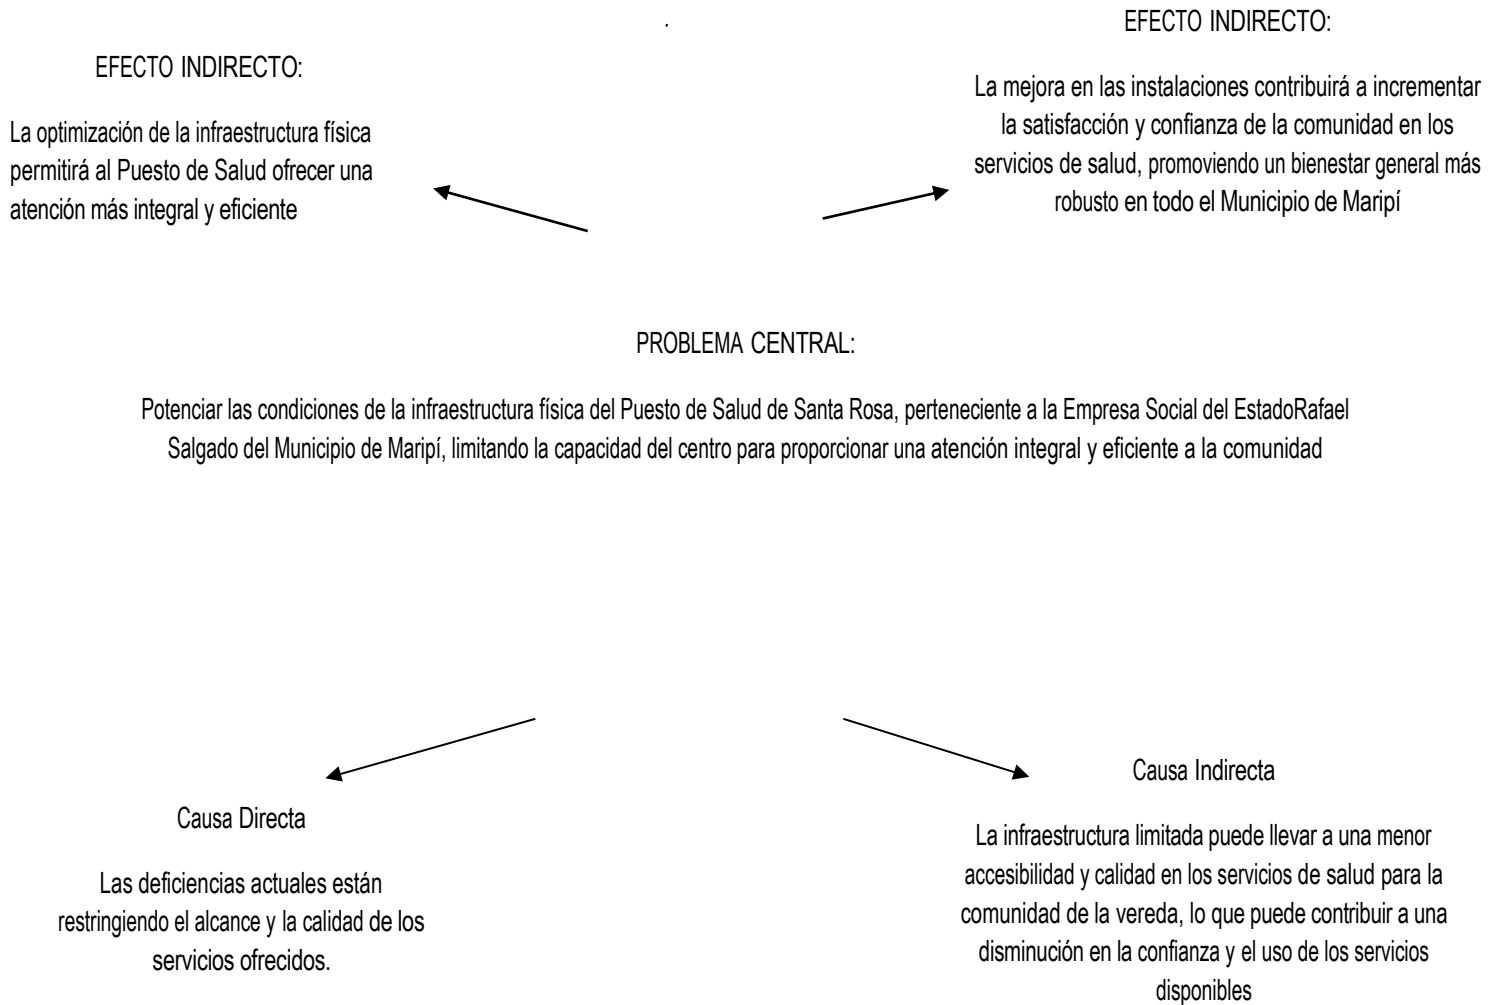 EFECTO INDIRECTO:
La optimización de la infraestructura física
permitirá al Puesto de Salud ofrecer una
atención más integral y eficiente
.
EFECTO INDIRECTO:
La mejora en las instalaciones contribuirá a incrementar
la satisfacción y confianza de la comunidad en los
servicios de salud, promoviendo un bienestar general más
robusto en todo el Municipio de Maripí
PROBLEMA CENTRAL:
Potenciar las condiciones de la infraestructura física del Puesto de Salud de Santa Rosa, perteneciente a la Empresa Social del EstadoRafael
Salgado del Municipio de Maripí, limitando la capacidad del centro para proporcionar una atención integral y eficiente a la comunidad
Causa Directa
Las deficiencias actuales están
restringiendo el alcance y la calidad de los
servicios ofrecidos.
Causa Indirecta
La infraestructura limitada puede llevar a una menor
accesibilidad y calidad en los servicios de salud para la
comunidad de la vereda, lo que puede contribuir a una
disminución en la confianza y el uso de los servicios
disponibles